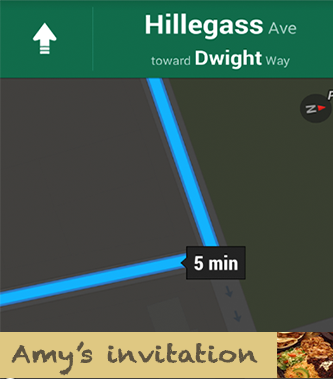 Hillegass Ave
toward Dwight Way
P
N
5 min
Amy's invitation